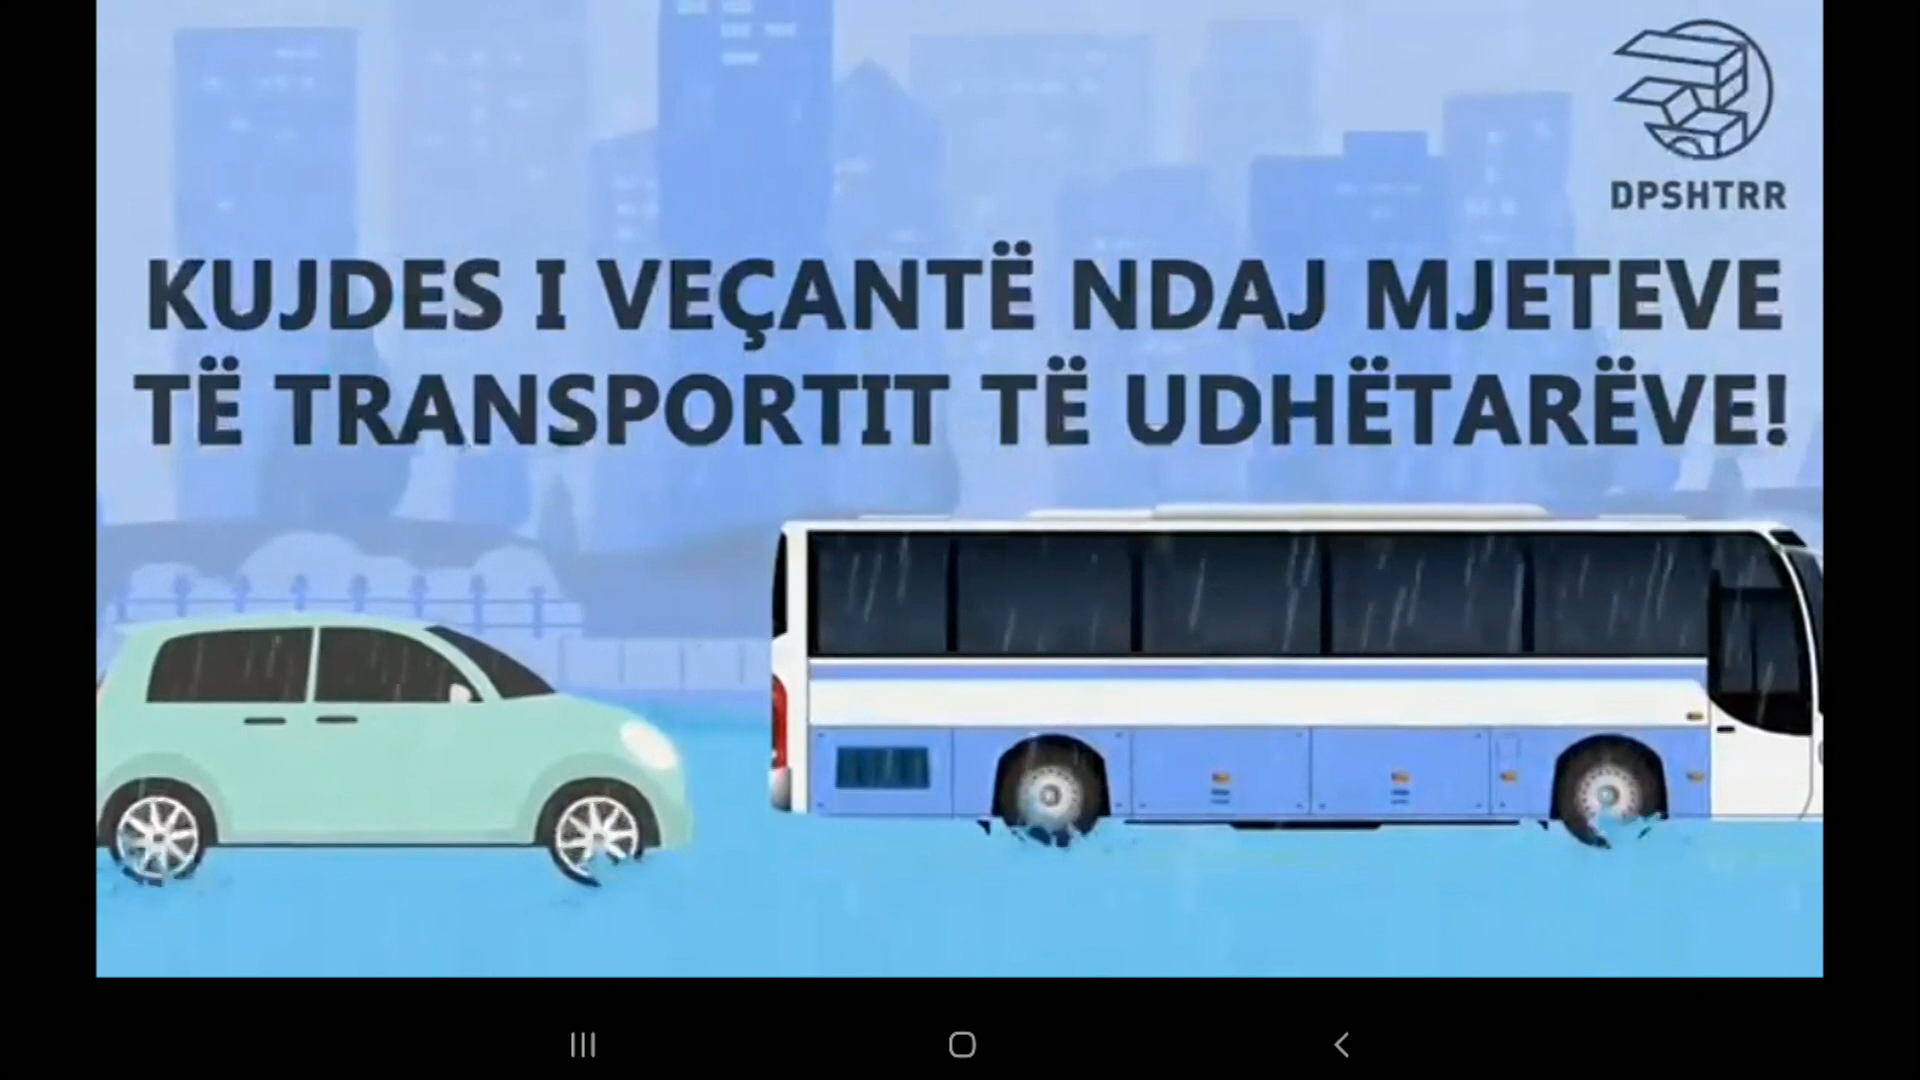 DPSHTRR
KUJDES I VEÇANTË NDAJ MJETEVE
TË TRANSPORTIT TË UDHËTARËVE!